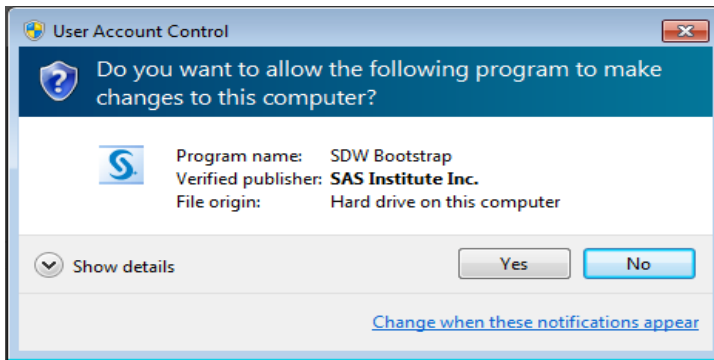 User Account Control
Do you want to allow the following program to make
changes to this computer?
S.
Program name: SDW Bootstrap
Verified publisher: SAS Institute Inc.
File origin: Hard drive on this computer
Show details
Yes
No
Change when these notifications appear